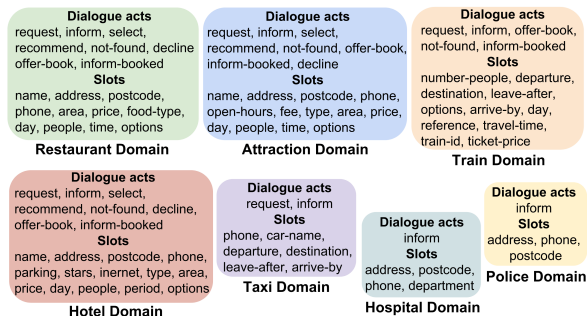 Dialogue acts
request, inform, select,
recommend, not-found, decline
offer-book, inform-booked
Slots
name, address, postcode,
phone, area, price, food-type,
day, people, time, options
Restaurant Domain
Dialogue acts
request, inform, select,
recommend, not-found, offer-book,
inform-booked, decline
Slots
name, address, postcode, phone,
open-hours, fee, type, area, price,
day, people, time, options
Attraction Domain
Dialogue acts
request, inform, offer-book,
not-found, inform-booked
Slots
number-people, departure,
destination, leave-after,
options, arrive-by, day,
reference, travel-time,
train-id, ticket-price
Train Domain
Dialogue acts
request, inform, select,
recommend, not-found, decline,
offer-book, inform-booked
Slots
name, address, postcode, phone,
parking, stars, inernet, type, area,
price, day, people, period, options
Hotel Domain
Dialogue acts
request, inform
Slots
phone, car-name,
departure, destination,
leave-after, arrive-by
Taxi Domain
Dialogue acts
inform
Slots
address, postcode,
phone, department
Hospital Domain
Dialogue acts
inform
Slots
address, phone,
postcode
Police Domain